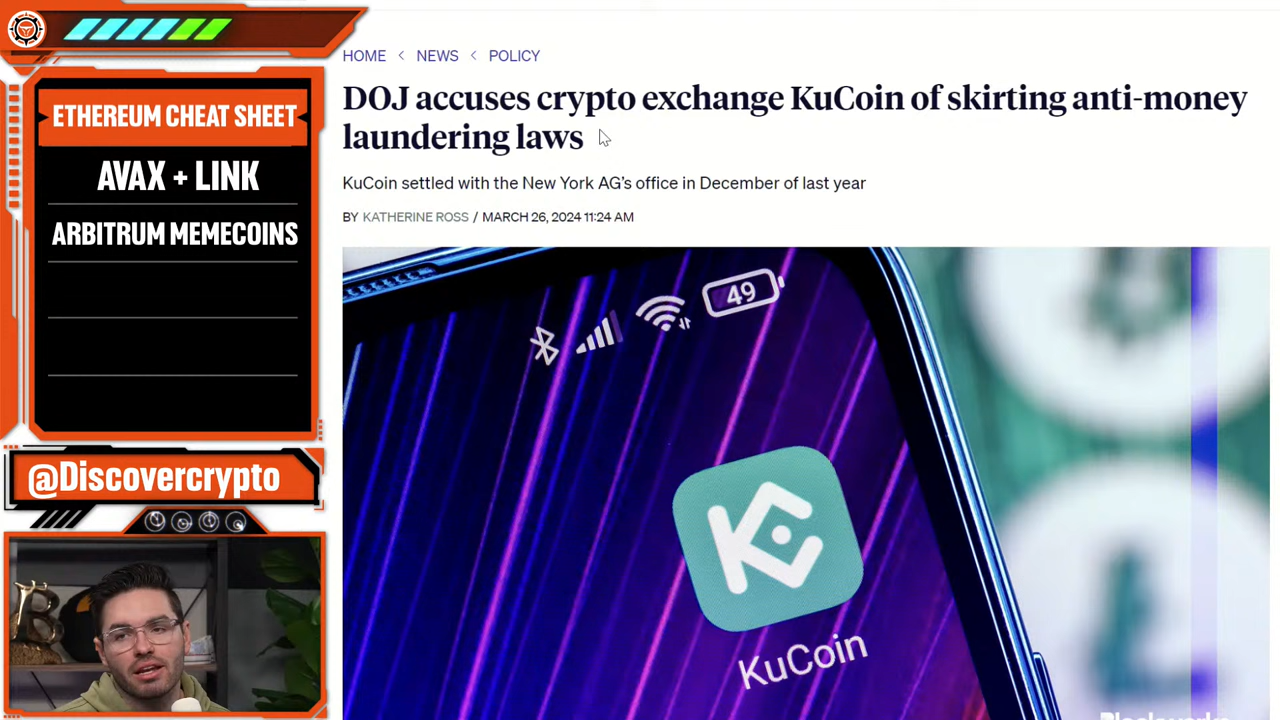 ETHEREUM CHEAT SHEET
AVAX + LINK
ARBITRUM MEMECOINS
@Discovercrypto
HOME < NEWS < POLICY
DOJ accuses crypto exchange KuCoin of skirting anti-money
laundering laws
KuCoin settled with the New York AG’s office in December of last year
BY KATHERINE ROSS / MARCH 26, 2024 11:24 AM
49
KuCoin